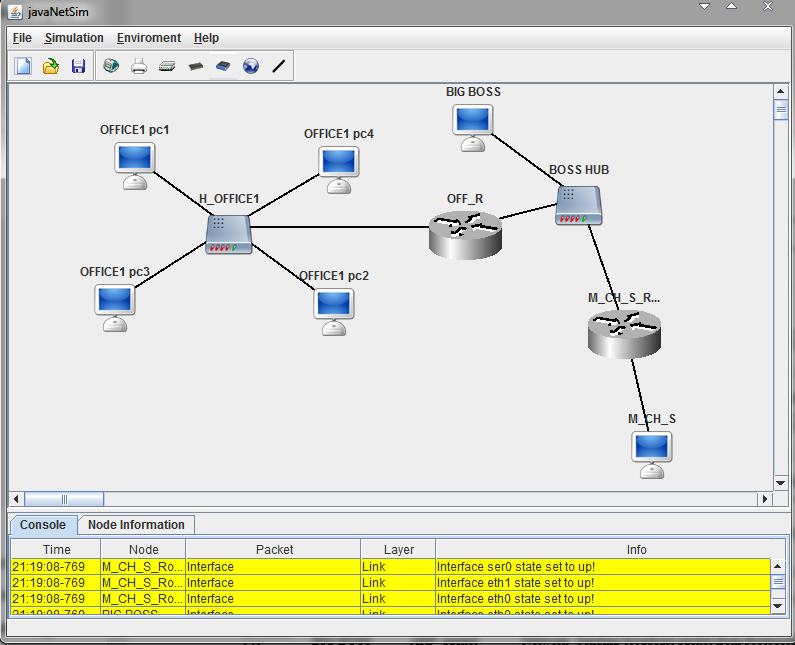 javaNetSim
File Simulation Enviroment Help
BIG BOSS
OFFICE1 pc1
OFFICE1 pc4
BOSS HUB
H_OFFICE1
OFF_R
OFFICE1 pc3
OFFICE1 pc2
M_CH_S_R...
M_CH_S
Console Node Information
Time Node Packet Layer Info
21:19:08-769 M_CH_S_Ro... Interface Link Interface ser0 state set to up!
21:19:08-769 M_CH_S_Ro... Interface Link Interface eth1 state set to up!
21:19:08-769 M_CH_S_Ro... Interface Link Interface eth0 state set to up!
21:19:08-769 BIG BOSS Interface Link Interface eth0 state set to up!